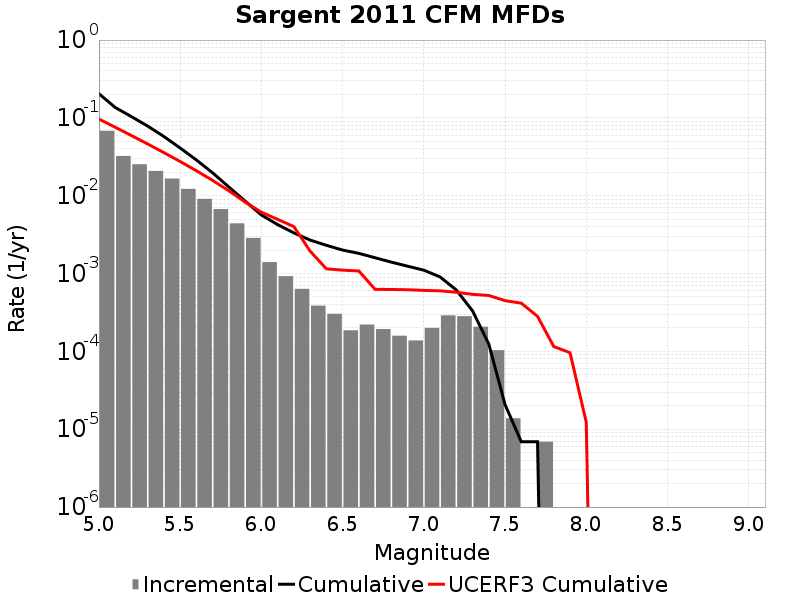 Sargent 2011 CFM MFDs
10^0
10^-1
10^-2
10^-3
10^-4
10^-5
10^-6
Rate (1/yr)
5.0 5.5 6.0 6.5 7.0 7.5 8.0 8.5 9.0
Magnitude
Incremental Cumulative UCERF3 Cumulative